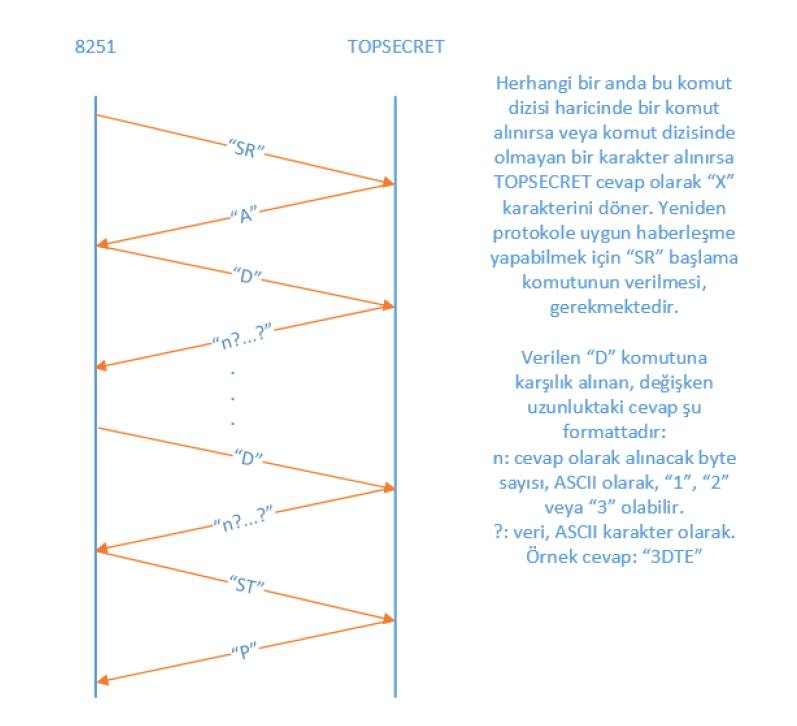 8251
TOPSECRET
"SR"
"A"
"D"
"n?...?"
.
.
.
"D"
"n?...?"
"ST"
"P"
Herhangi bir anda bu komut
dizisi haricinde bir komut
alınırsa veya komut dizisinde
olmayan bir karakter alınırsa
TOPSECRET cevap olarak "X"
karakterini döner. Yeniden
protokole uygun haberleşme
yapabilmek için "SR" başlama
komutunun verilmesi,
gerekmektedir.
Verilen "D" komutuna
karşılık alınan, değişken
uzunluktaki cevap şu
formattadır:
n: cevap olarak alınacak byte
sayısı, ASCII olarak, "1", "2"
veya "3" olabilir.
?: veri, ASCII karakter olarak.
Örnek cevap: "3DTE"